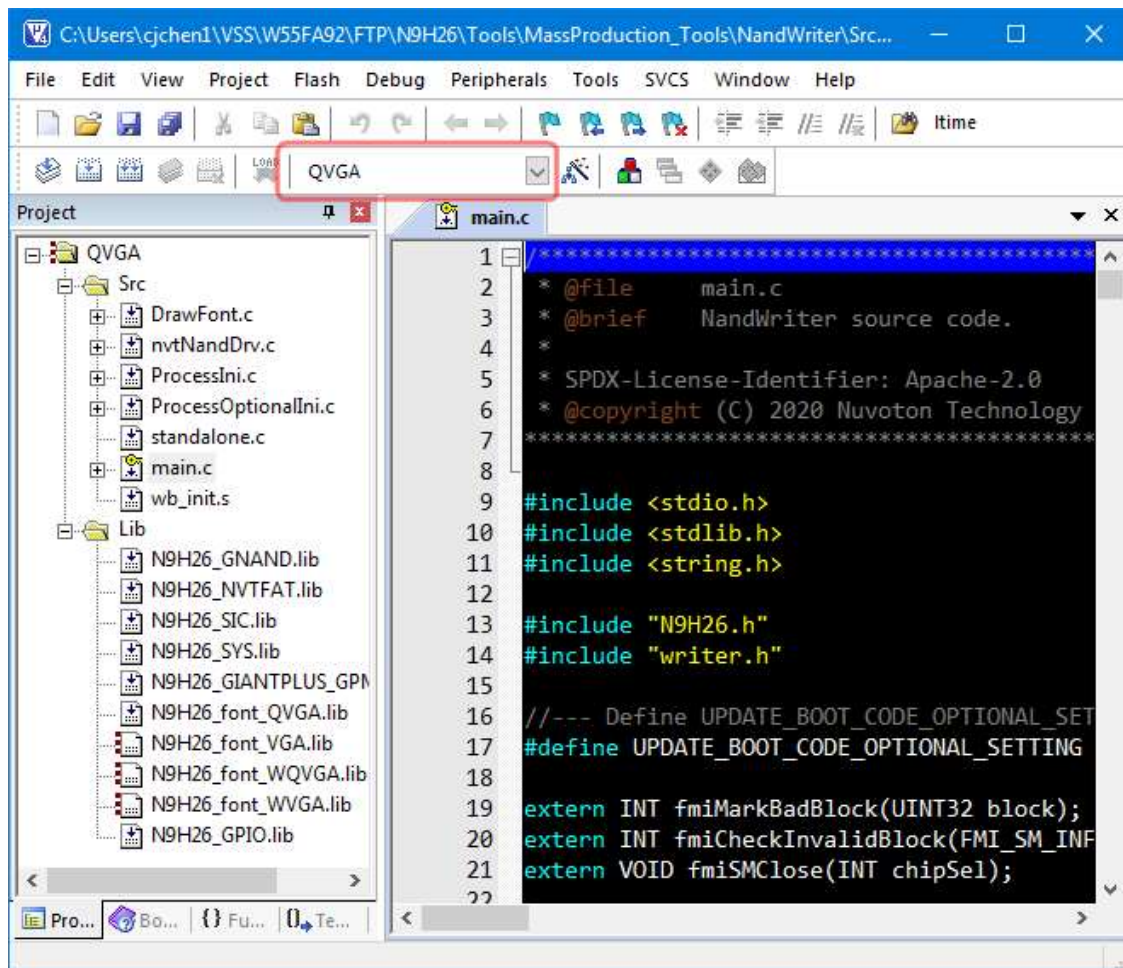 C:\Users\cjchen1\VSS\W55FA92\FTP\N9H26\Tools\MassProduction_Tools\NandWriter\Src...
File Edit View Project Flash Debug Peripherals Tools SVCS Window Help
Itime
LOAD QVGA
Project
main.c
QVGA
Src
DrawFont.c
nvtNandDrv.c
ProcessIni.c
ProcessOptionalIni.c
standalone.c
main.c
wb_init.s
Lib
N9H26_GNAND.lib
N9H26_NVTFAT.lib
N9H26_SIC.lib
N9H26_SYS.lib
N9H26_GIANTPLUS_GPM
N9H26_font_QVGA.lib
N9H26_font_VGA.lib
N9H26_font_WQVGA.lib
N9H26_font_WVGA.lib
N9H26_GPIO.lib
Pro... Bo... {} Fu... Te...
1 /******************************************
2 * @file main.c
3 * @brief NandWriter source code.
4 *
5 * SPDX-License-Identifier: Apache-2.0
6 * @copyright (C) 2020 Nuvoton Technology
7 ******************************************
8
9 #include <stdio.h>
10 #include <stdlib.h>
11 #include <string.h>
12
13 #include "N9H26.h"
14 #include "writer.h"
15
16 //--- Define UPDATE_BOOT_CODE_OPTIONAL_SET
17 #define UPDATE_BOOT_CODE_OPTIONAL_SETTING
18
19 extern INT fmiMarkBadBlock(UINT32 block);
20 extern INT fmiCheckInvalidBlock(FMI_SM_INF
21 extern VOID fmiSMClose(INT chipSel);
22